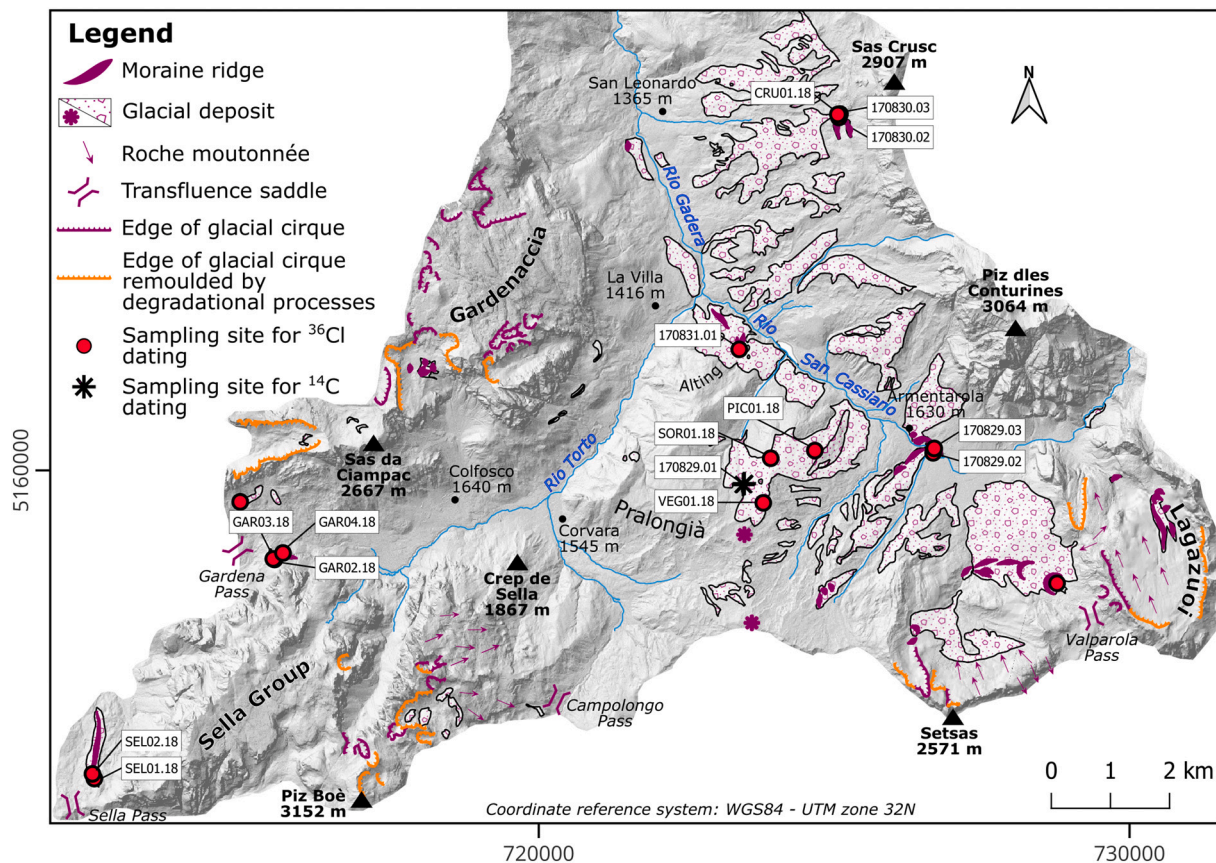 Legend
Moraine ridge
Glacial deposit
Roche moutonnée
Transfluence saddle
Edge of glacial cirque
Edge of glacial cirque
remoulded by
degradational processes
Sampling site for ³⁶Cl
dating
Sampling site for ¹⁴C
dating
Sas Crusc
2907 m
N
San Leonardo
1365 m
CRU01.18
170830.03
170830.02
Rio Gadera
Gardenaccia
La Villa
1416 m
Piz dles
Conturines
3064 m
Rio
San Cassiano
170831.01
Alting
Armentarola
1630 m
PIC01.18
SOR01.18
170829.03
170829.01
170829.02
VEG01.18
Rio Torto
5160000
Sas da
Ciampac
2667 m
Colfosco
1640 m
Pralongià
Corvara
1545 m
GAR03.18
GAR04.18
GAR02.18
Gardena
Pass
Crep de
Sella
1867 m
Lagazuoi
Valparola
Pass
Sella Group
Campolongo
Pass
Setsas
2571 m
SEL02.18
SEL01.18
Sella Pass
Piz Boè
3152 m
0 1 2 km
Coordinate reference system: WGS84 - UTM zone 32N
720000
730000